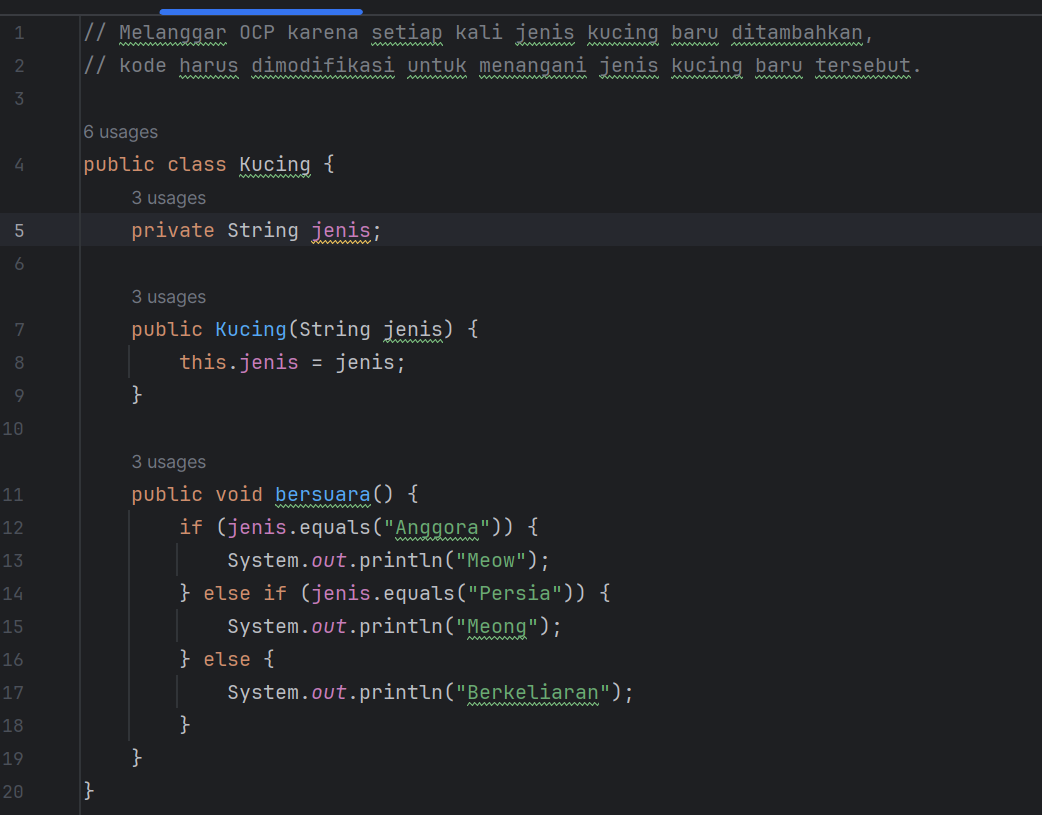 1 // Melanggar OCP karena setiap kali jenis kucing baru ditambahkan,
2 // kode harus dimodifikasi untuk menangani jenis kucing baru tersebut.
3
6 usages
4 public class Kucing {
3 usages
5 private String jenis;
6
3 usages
7 public Kucing(String jenis) {
8 this.jenis = jenis;
9 }
10
3 usages
11 public void bersuara() {
12 if (jenis.equals("Anggora")) {
13 System.out.println("Meow");
14 } else if (jenis.equals("Persia")) {
15 System.out.println("Meong");
16 } else {
17 System.out.println("Berkeliaran");
18 }
19 }
20 }